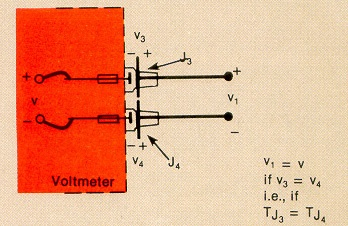 v3
- +
J3
+
+
v
v1
-
-
- +
v4
J4
Voltmeter
v1 = v
if v3 = v4
i.e., if
TJ3 = TJ4